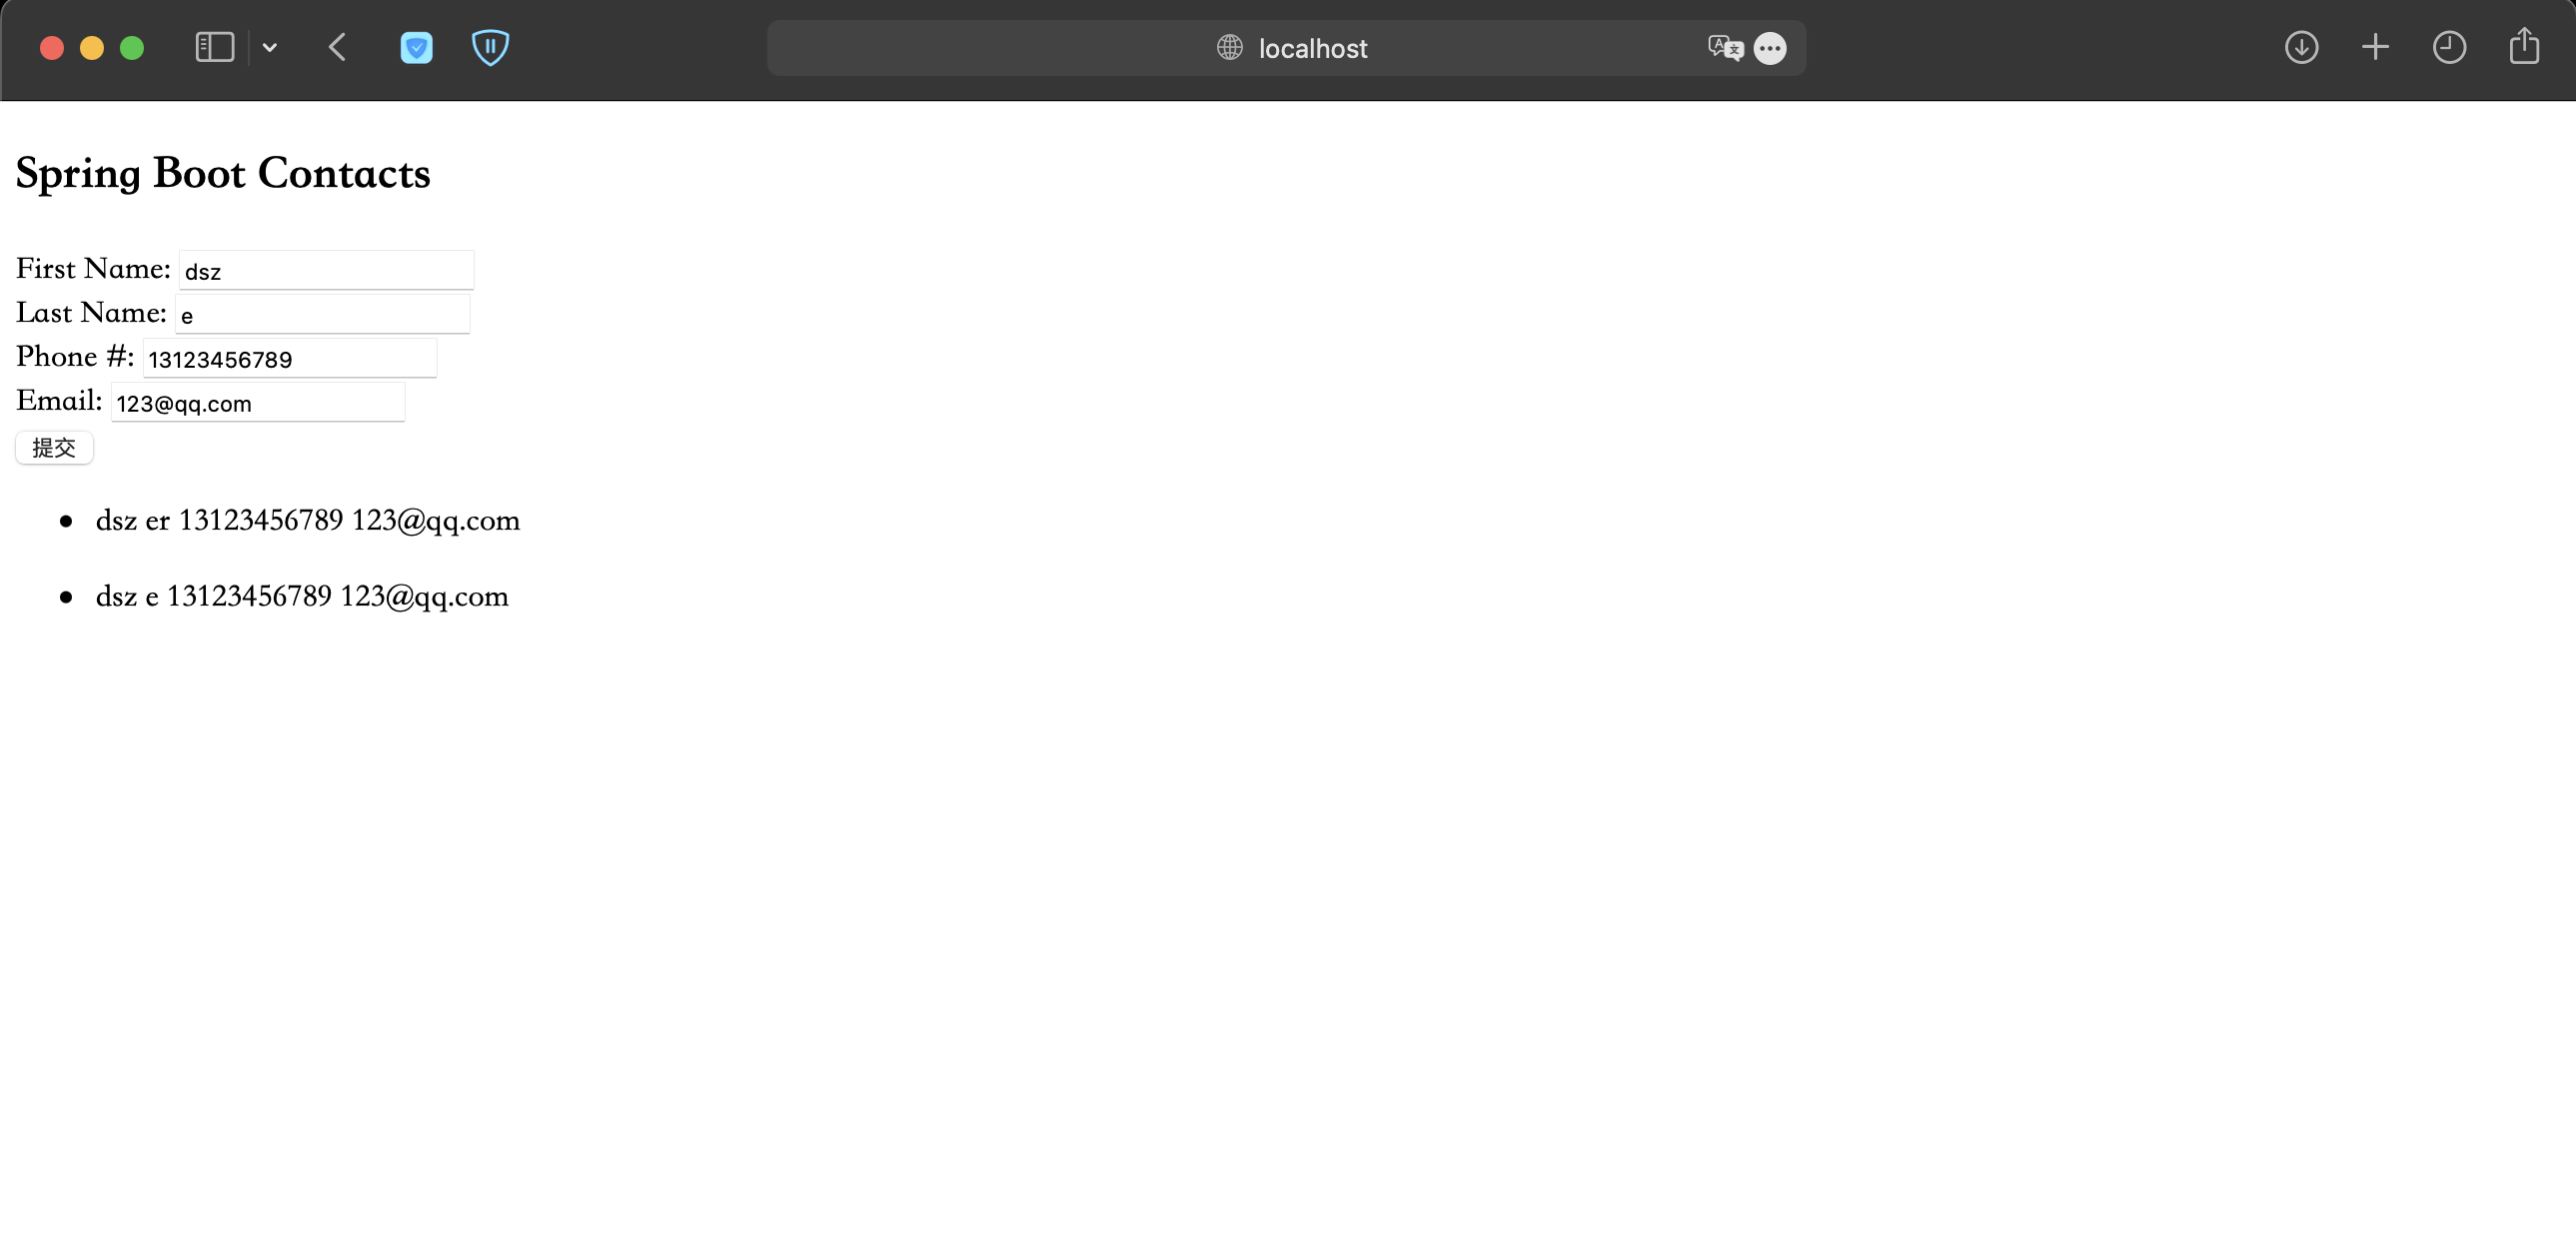 localhost
Spring Boot Contacts
First Name: dsz
Last Name: e
Phone #: 13123456789
Email: 123@qq.com
提交
dsz er 13123456789 123@qq.com
dsz e 13123456789 123@qq.com